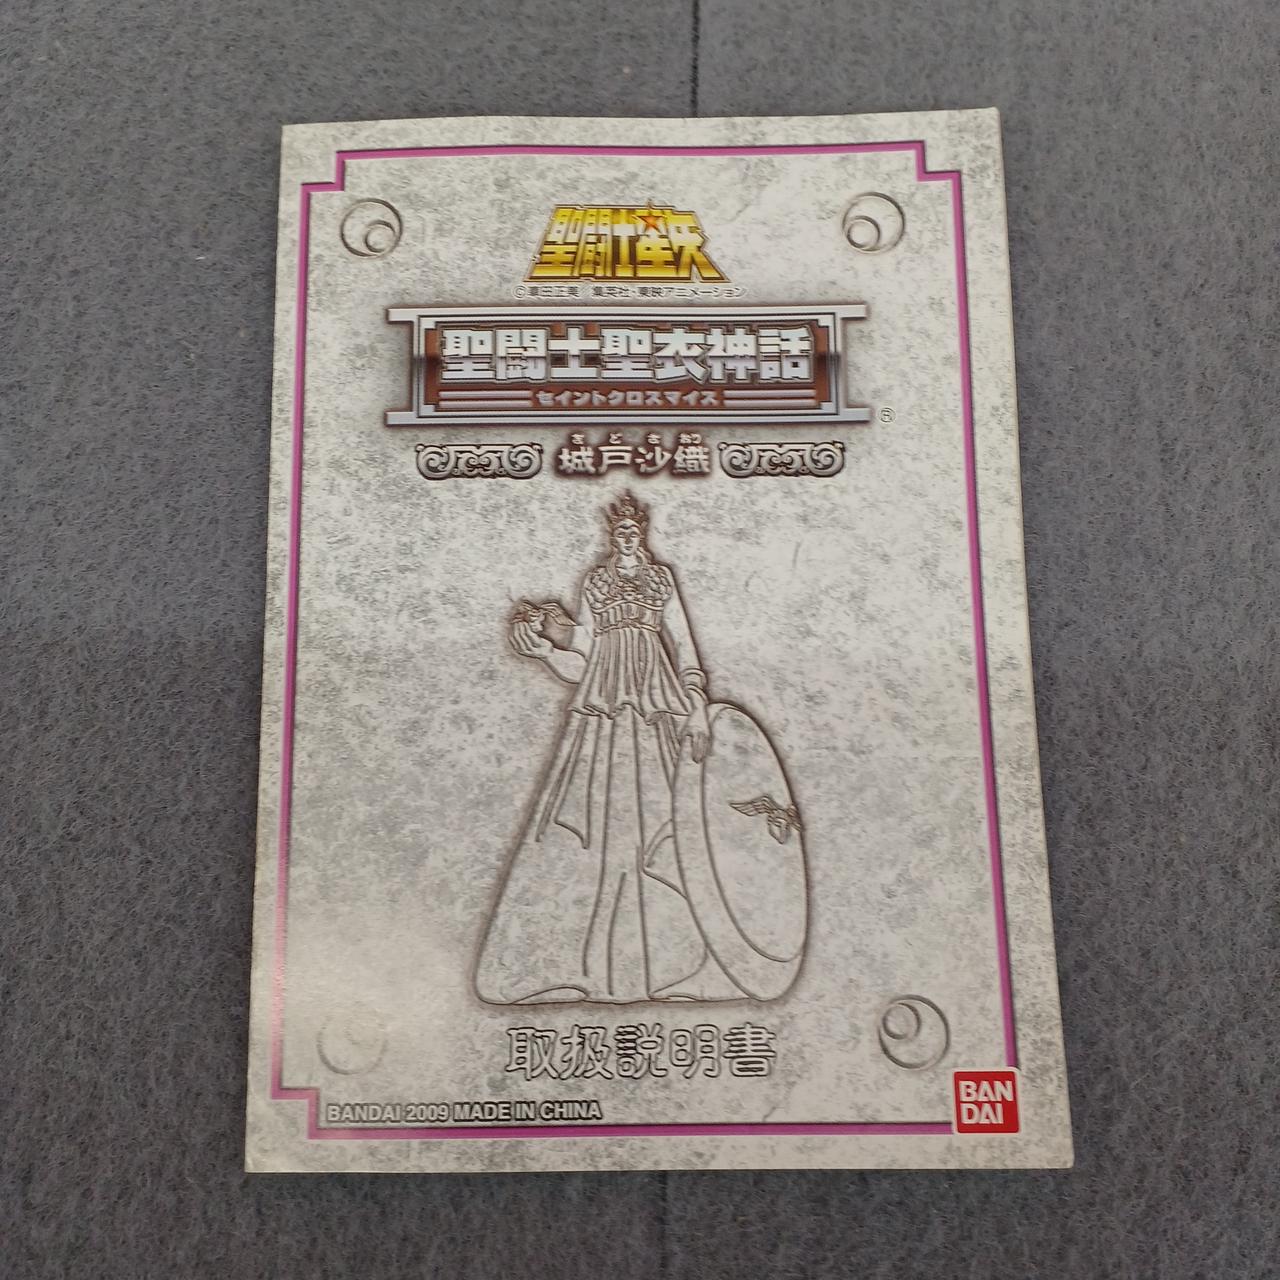 聖闘士星矢
©車田正美/集英社・東映アニメーション
聖闘士聖衣神話
セイントクロスマイス
®
きどさおり
城戸沙織
取扱説明書
BANDAI 2009 MADE IN CHINA
BAN
DAI